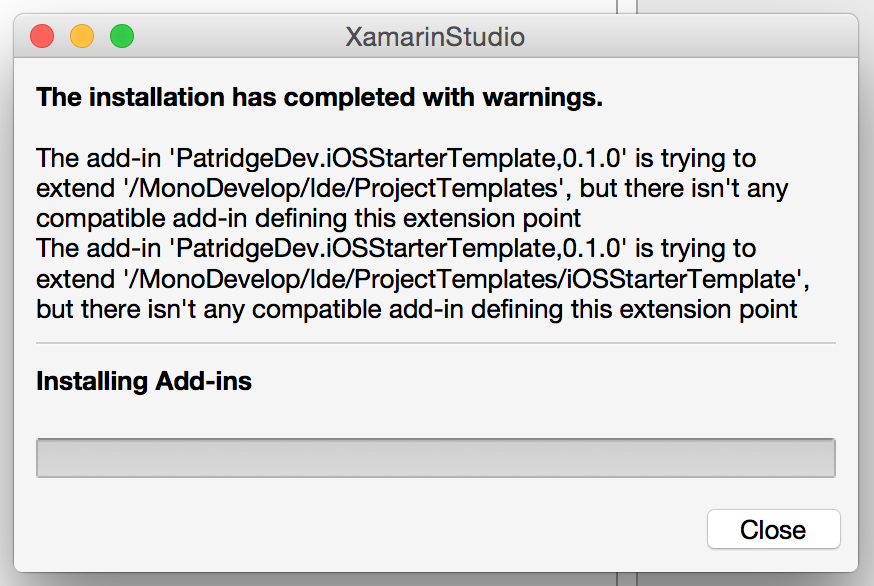 XamarinStudio
The installation has completed with warnings.
The add-in 'PatridgeDev.iOSStarterTemplate,0.1.0' is trying to
extend '/MonoDevelop/Ide/ProjectTemplates', but there isn't any
compatible add-in defining this extension point
The add-in 'PatridgeDev.iOSStarterTemplate,0.1.0' is trying to
extend '/MonoDevelop/Ide/ProjectTemplates/iOSStarterTemplate',
but there isn't any compatible add-in defining this extension point
Installing Add-ins
Close